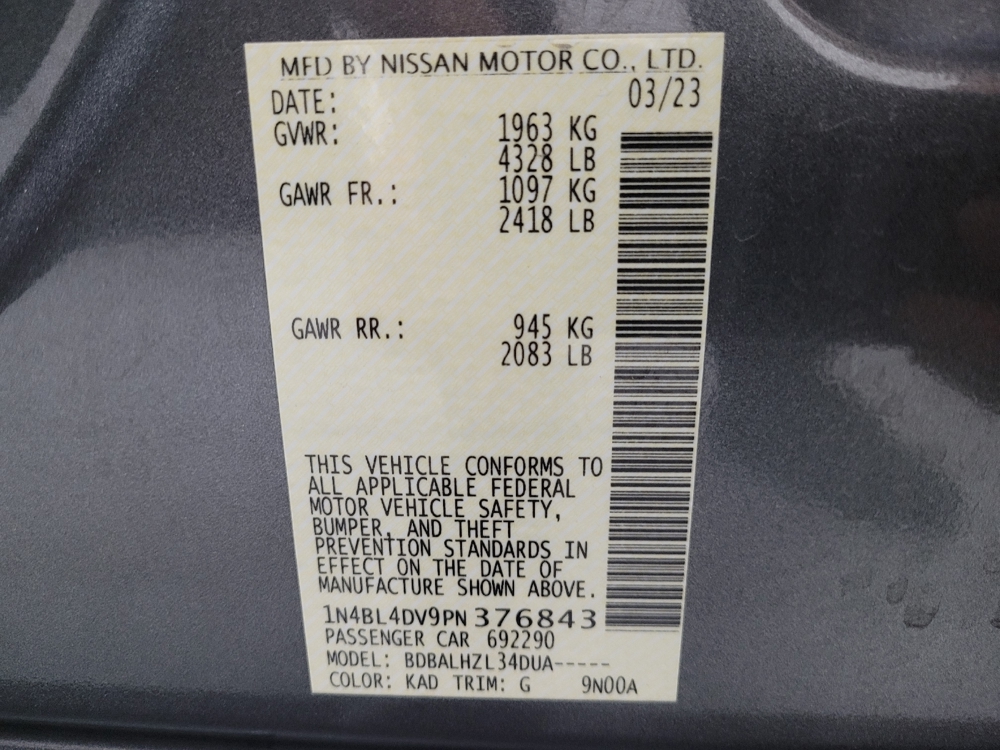 MFD BY NISSAN MOTOR CO., LTD.
DATE: 03/23
GVWR: 1963 KG
4328 LB
GAWR FR.: 1097 KG
2418 LB
GAWR RR.: 945 KG
2083 LB
THIS VEHICLE CONFORMS TO
ALL APPLICABLE FEDERAL
MOTOR VEHICLE SAFETY,
BUMPER, AND THEFT
PREVENTION STANDARDS IN
EFFECT ON THE DATE OF
MANUFACTURE SHOWN ABOVE.
1N4BL4DV9PN 376843
PASSENGER CAR 692290
MODEL: BDBALHZL34DUA-----
COLOR: KAD TRIM: G 9N00A